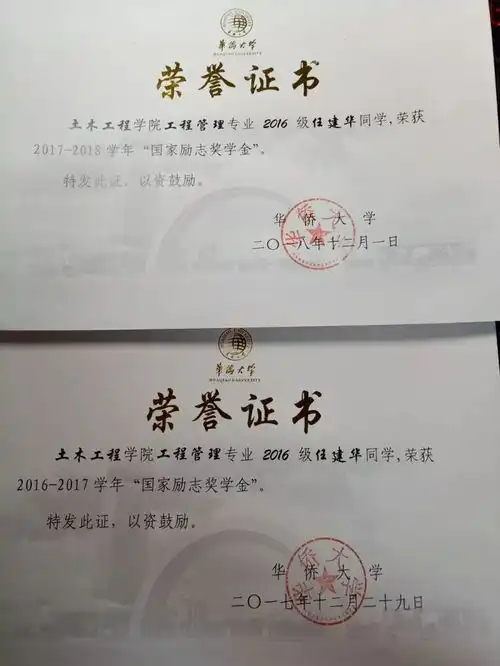 華僑大學
HUAQIAO UNIVERSITY
荣誉证书
土木工程学院工程管理专业 2016 级任建华同学,荣获
2017-2018 学年“国家励志奖学金”。
特发此证，以资鼓励。
华侨大学
二〇一八年十二月一日
華僑大學
HUAQIAO UNIVERSITY
荣誉证书
土木工程学院工程管理专业 2016 级任建华同学,荣获
2016-2017 学年“国家励志奖学金”。
特发此证，以资鼓励。
华侨大学
二〇一七年十二月二十九日